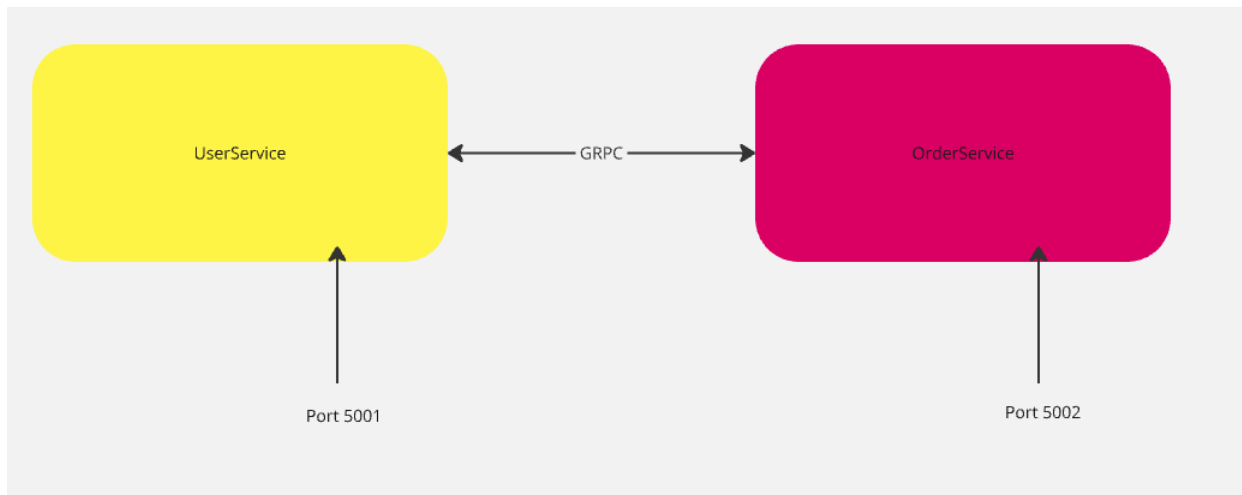 UserService
GRPC
OrderService
Port 5001
Port 5002